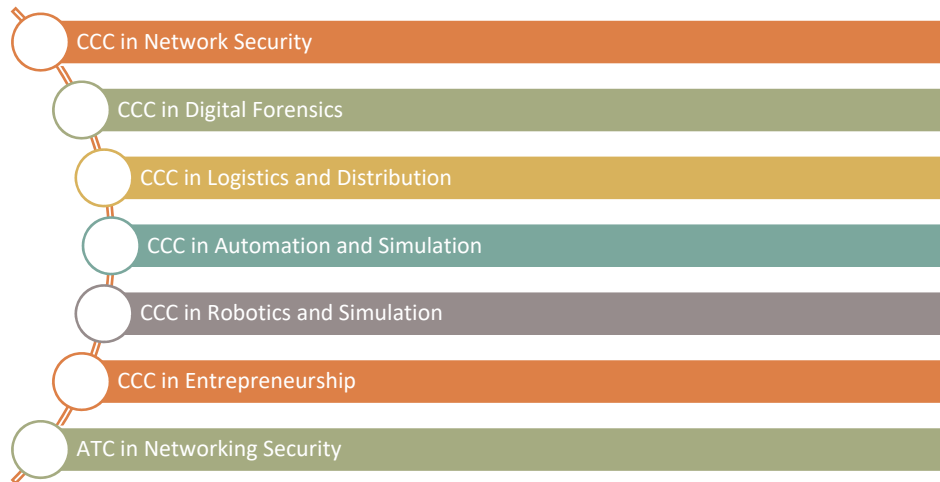 CCC in Network Security
CCC in Digital Forensics
CCC in Logistics and Distribution
CCC in Automation and Simulation
CCC in Robotics and Simulation
CCC in Entrepreneurship
ATC in Networking Security